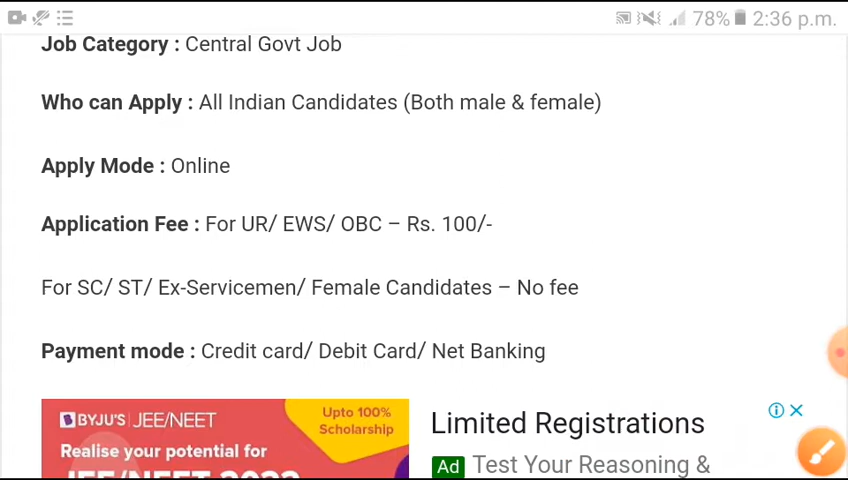 78% 2:36 p.m.
Job Category : Central Govt Job
Who can Apply : All Indian Candidates (Both male & female)
Apply Mode : Online
Application Fee : For UR/ EWS/ OBC – Rs. 100/-
For SC/ ST/ Ex-Servicemen/ Female Candidates – No fee
Payment mode : Credit card/ Debit Card/ Net Banking
BYJU'S JEE/NEET
Upto 100%
Scholarship
Realise your potential for
JEE/NEET 2022
Limited Registrations
Ad Test Your Reasoning &